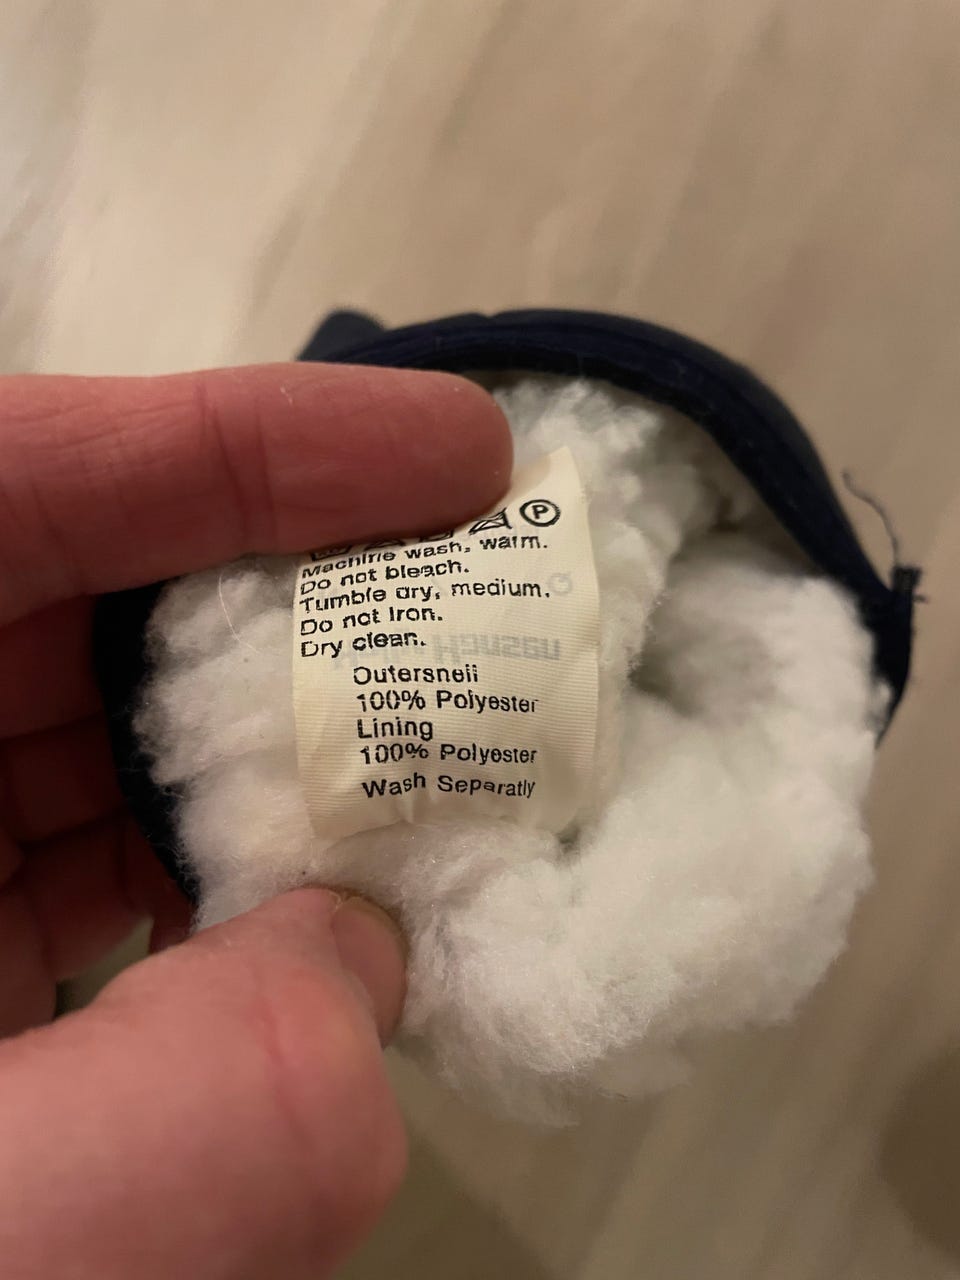 P
Machine wash, warm.
Do not bleach.
Tumble dry, medium.
Do not Iron.
Dry clean.
Outershell
100% Polyester
Lining
100% Polyester
Wash Separatly